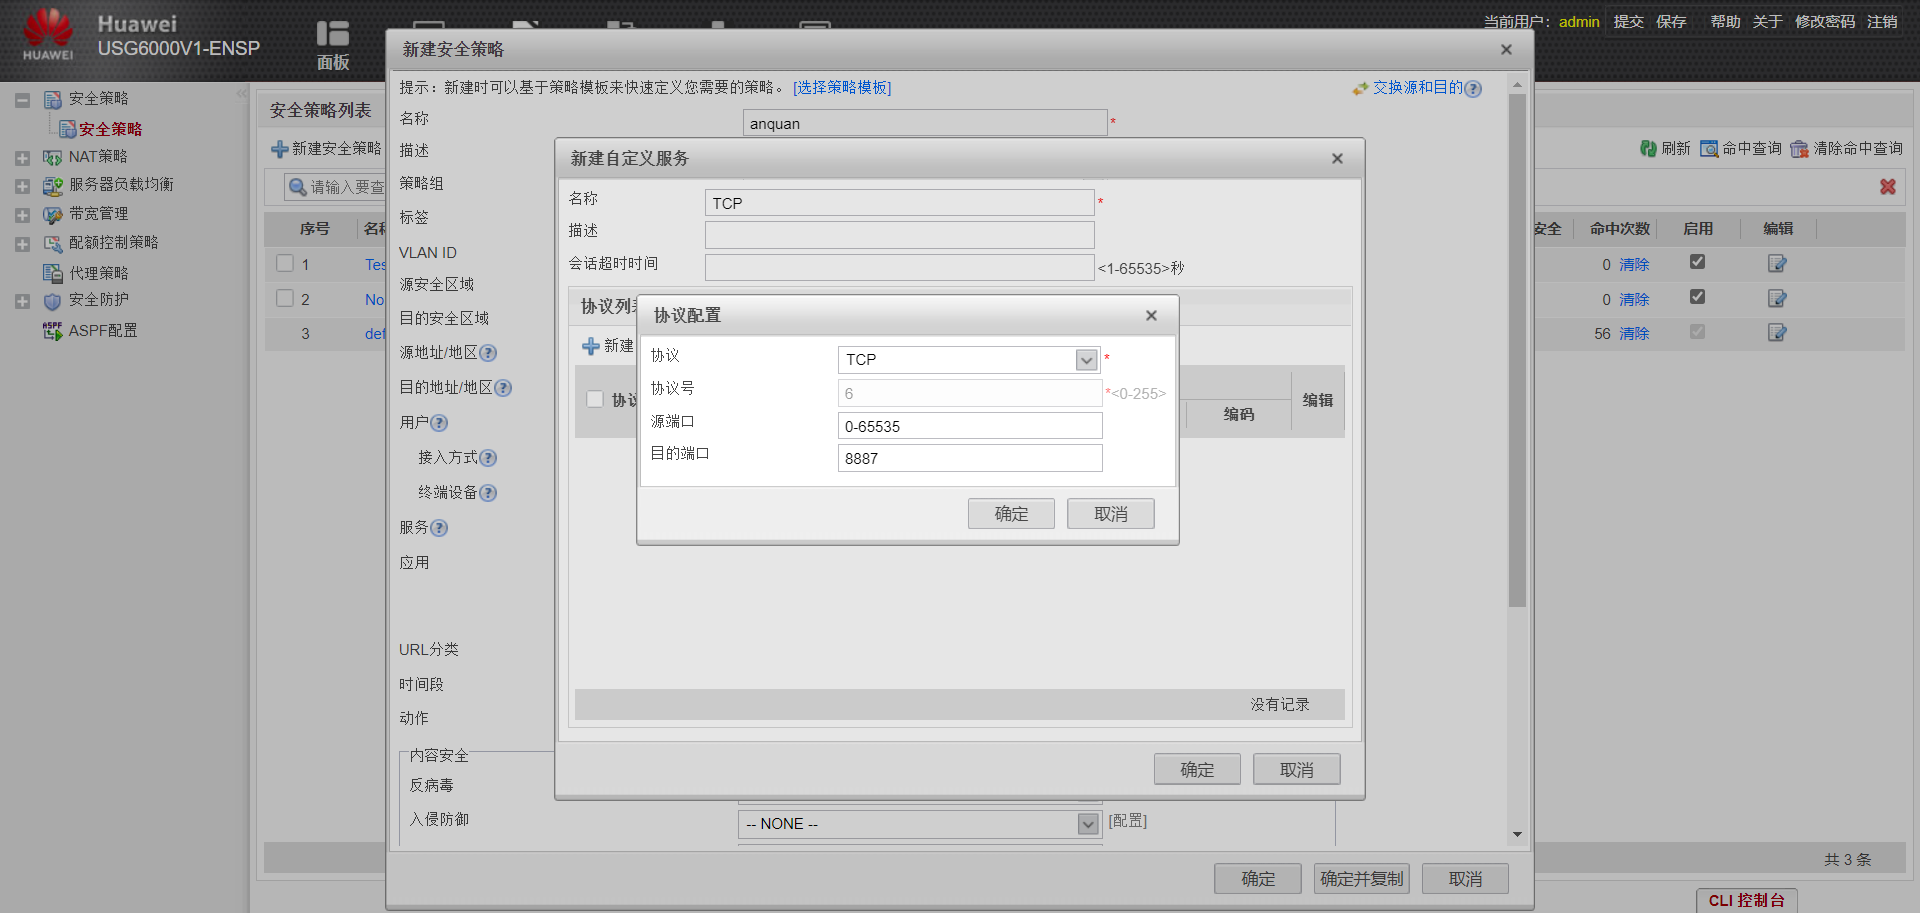 Huawei
USG6000V1-ENSP
HUAWEI
面板
当前用户: admin 提交 保存 帮助 关于 修改密码 注销
安全策略
安全策略
NAT策略
服务器负载均衡
带宽管理
配额控制策略
代理策略
安全防护
ASPF配置
安全策略列表
新建安全策略
请输入要查
刷新 命中查询 清除命中查询
序号 名称
安全 命中次数 启用 编辑
1 Tes 0 清除
2 No 0 清除
3 def 56 清除
共 3 条
CLI 控制台
新建安全策略
提示：新建时可以基于策略模板来快速定义您需要的策略。 [选择策略模板]
交换源和目的
名称 anquan *
描述
策略组
标签
VLAN ID
源安全区域
目的安全区域
源地址/地区
目的地址/地区
用户
接入方式
终端设备
服务
应用
URL分类
时间段
动作
内容安全
反病毒
入侵防御 -- NONE -- [配置]
确定 确定并复制 取消
新建自定义服务
名称 TCP *
描述
会话超时时间 <1-65535>秒
协议列表
新建
协议
编码 编辑
没有记录
确定 取消
协议配置
协议 TCP *
协议号 6 *<0-255>
源端口 0-65535
目的端口 8887
确定 取消